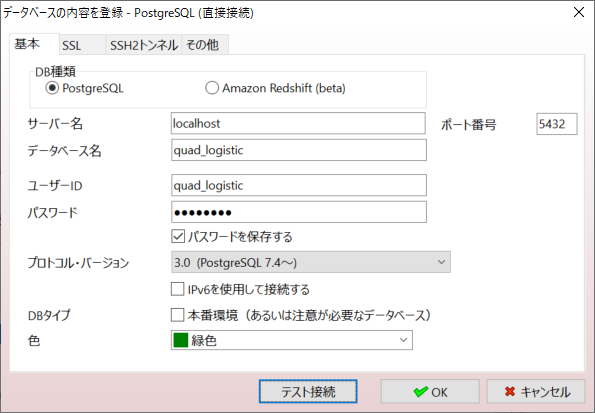 データベースの内容を登録 - PostgreSQL (直接接続)
基本 SSL SSH2トンネル その他
DB種類
PostgreSQL Amazon Redshift (beta)
サーバー名 localhost ポート番号 5432
データベース名 quad_logistic
ユーザーID quad_logistic
パスワード ●●●●●●●●
パスワードを保存する
プロトコル・バージョン 3.0 (PostgreSQL 7.4～)
IPv6を使用して接続する
DBタイプ 本番環境（あるいは注意が必要なデータベース）
色 緑色
テスト接続 OK キャンセル